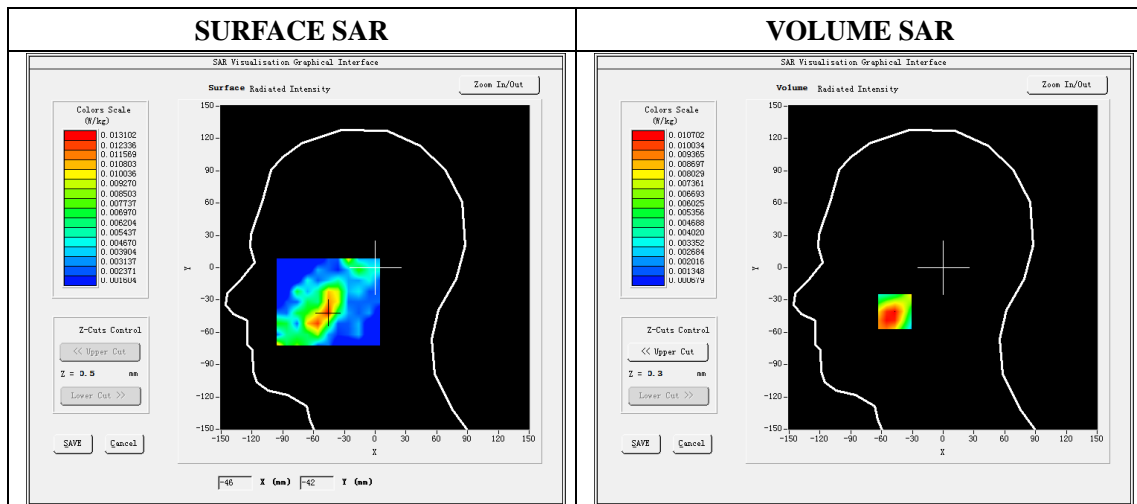 SURFACE SAR
VOLUME SAR
SAR Visualisation Graphical Interface
Surface Radiated Intensity
Zoom In/Out
Colors Scale
(W/kg)
0.013102
0.012336
0.011569
0.010803
0.010036
0.009270
0.008503
0.007737
0.006970
0.006204
0.005437
0.004670
0.003904
0.003137
0.002371
0.001604
150
120
90
60
30
0
-30
-60
-90
-120
-150
Y
-150 -120 -90 -60 -30 0 30 60 90 120 150
X
Z-Cuts Control
<< Upper Cut
Z = 0.5 mm
Lower Cut >>
SAVE Cancel
-46 X (mm) -42 Y (mm)
SAR Visualisation Graphical Interface
Volume Radiated Intensity
Zoom In/Out
Colors Scale
(W/kg)
0.010702
0.010034
0.009365
0.008697
0.008029
0.007361
0.006693
0.006025
0.005356
0.004688
0.004020
0.003352
0.002684
0.002016
0.001348
0.000679
150
120
90
60
30
0
-30
-60
-90
-120
-150
Y
-150 -120 -90 -60 -30 0 30 60 90 120 150
X
Z-Cuts Control
<< Upper Cut
Z = 0.3 mm
Lower Cut >>
SAVE Cancel